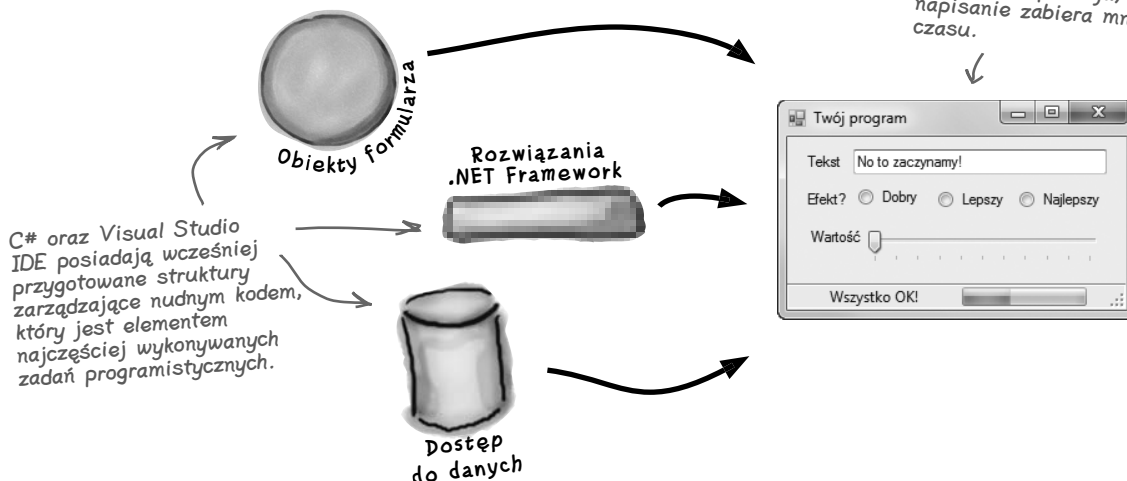 napisanie zabiera
czasu.
Obiekty formularza
Rozwiązania
.NET Framework
C# oraz Visual Studio
IDE posiadają wcześniej
przygotowane struktury
zarządzające nudnym kodem,
który jest elementem
najczęściej wykonywanych
zadań programistycznych.
Dostęp
do danych
Twój program
Tekst No to zaczynamy!
Efekt? Dobry Lepszy Najlepszy
Wartość
Wszystko OK!